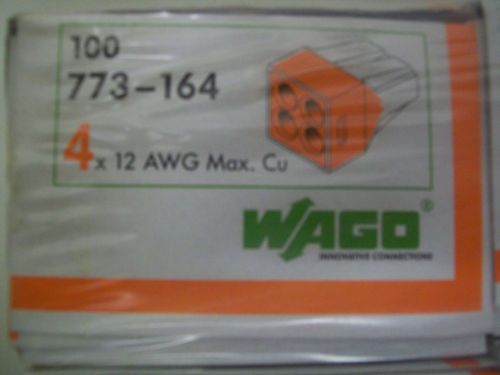 100
773-164
4 x 12 AWG Max. Cu
WAGO®
INNOVATIVE CONNECTIONS